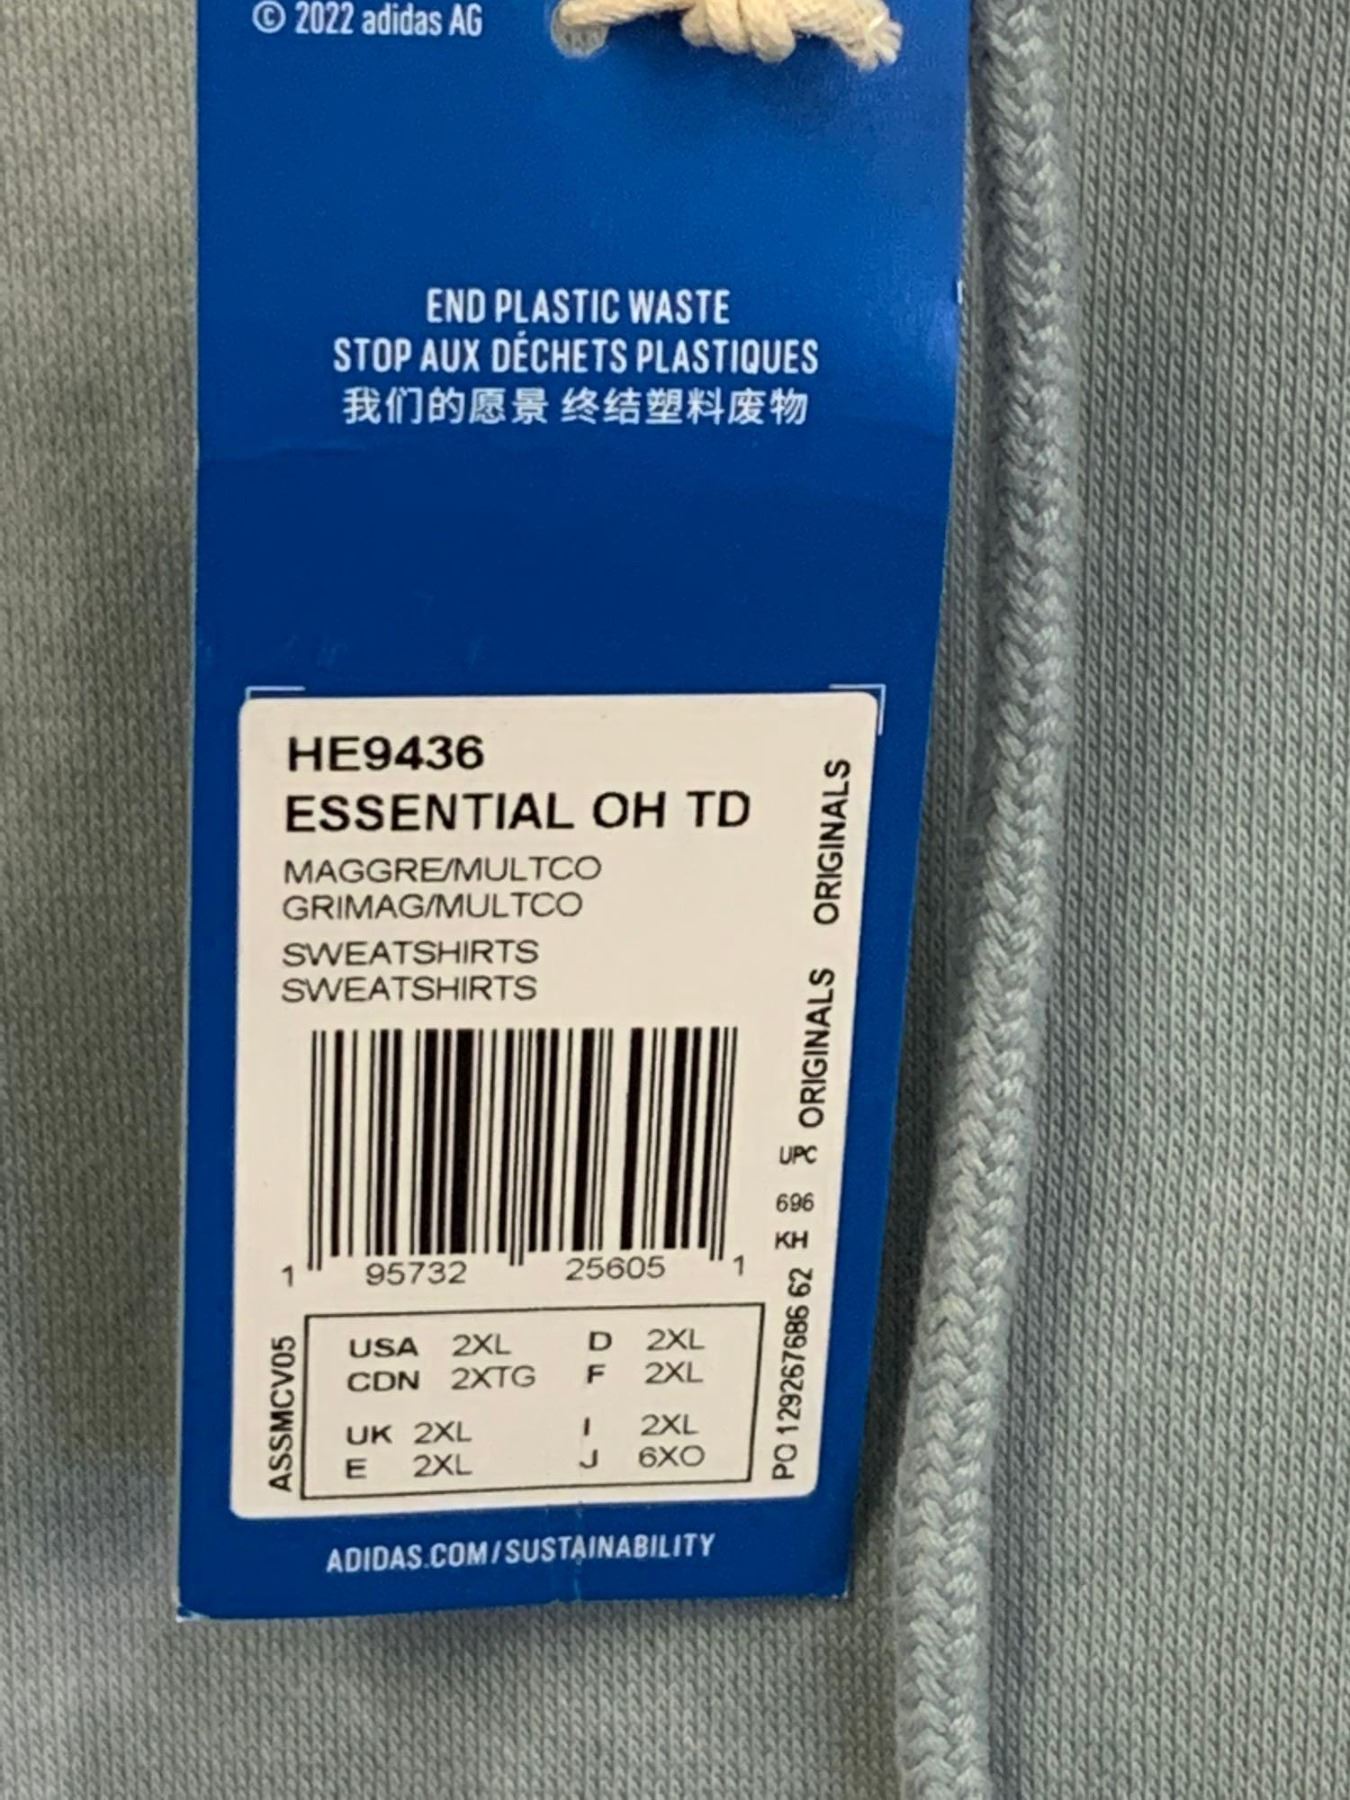 © 2022 adidas AG
END PLASTIC WASTE
STOP AUX DÉCHETS PLASTIQUES
我们的愿景 终结塑料废物
HE9436
ESSENTIAL OH TD
MAGGRE/MULTCO
GRIMAG/MULTCO
SWEATSHIRTS
SWEATSHIRTS
ORIGINALS ORIGINALS
UPC
696
KH
PO 129267686 62
1 95732 25605 1
ASSMCV05
USA 2XL D 2XL
CDN 2XTG F 2XL
UK 2XL I 2XL
E 2XL J 6XO
ADIDAS.COM/SUSTAINABILITY